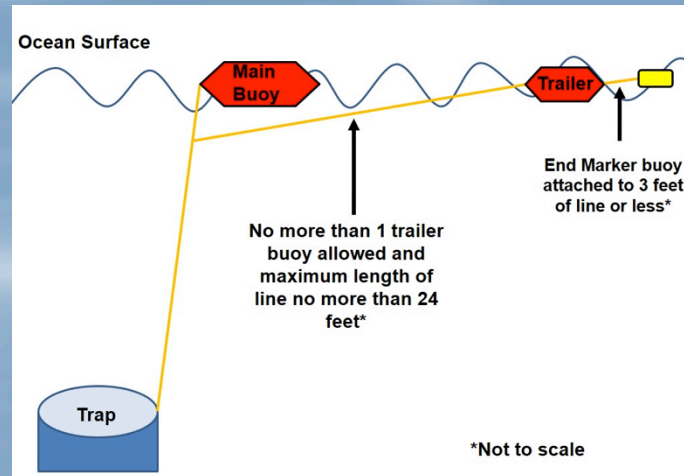 Ocean Surface
Main
Buoy
Trailer
End Marker buoy
attached to 3 feet
of line or less*
No more than 1 trailer
buoy allowed and
maximum length of
line no more than 24
feet*
Trap
*Not to scale